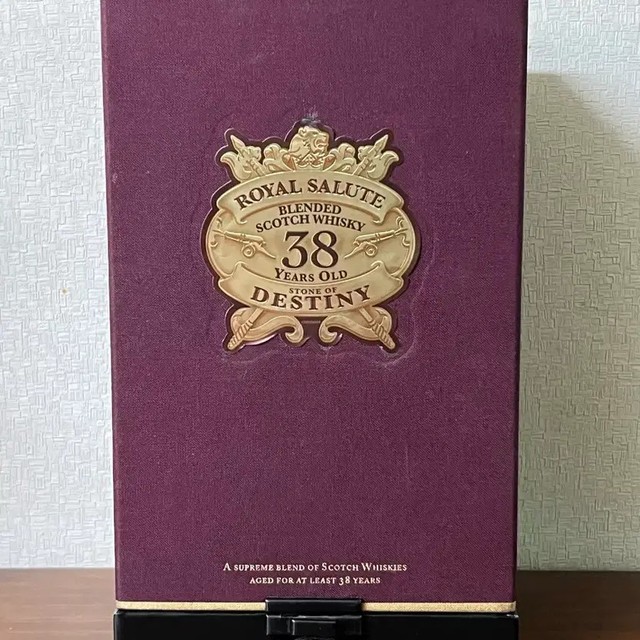 ROYAL SALUTE
BLENDED
SCOTCH WHISKY
38
YEARS OLD
STONE OF
DESTINY
A SUPREME BLEND OF SCOTCH WHISKIES
AGED FOR AT LEAST 38 YEARS